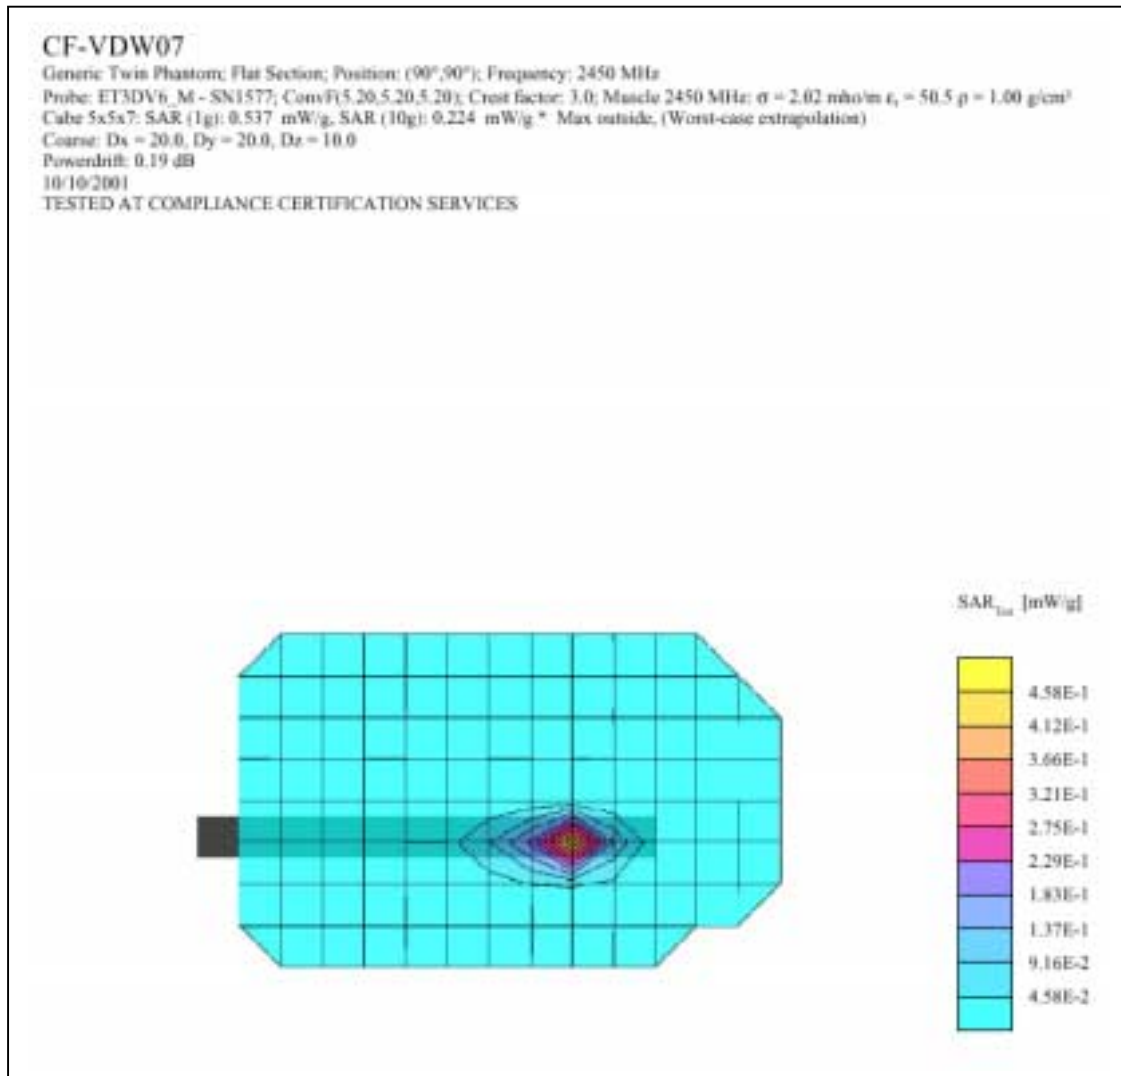 CF-VDW07
Generic Twin Phantom; Flat Section; Position: (90°,90°); Frequency: 2450 MHz
Probe: ET3DV6_M - SN1577; ConvF(5.20,5.20,5.20); Crest factor: 3.0; Muscle 2450 MHz: σ = 2.02 mho/m εr = 50.5 ρ = 1.00 g/cm³
Cube 5x5x7: SAR (1g): 0.537 mW/g, SAR (10g): 0.224 mW/g * Max outside, (Worst-case extrapolation)
Coarse: Dx = 20.0, Dy = 20.0, Dz = 10.0
Powerdrift: 0.19 dB
10/10/2001
TESTED AT COMPLIANCE CERTIFICATION SERVICES
SARTot [mW/g]
4.58E-1
4.12E-1
3.66E-1
3.21E-1
2.75E-1
2.29E-1
1.83E-1
1.37E-1
9.16E-2
4.58E-2